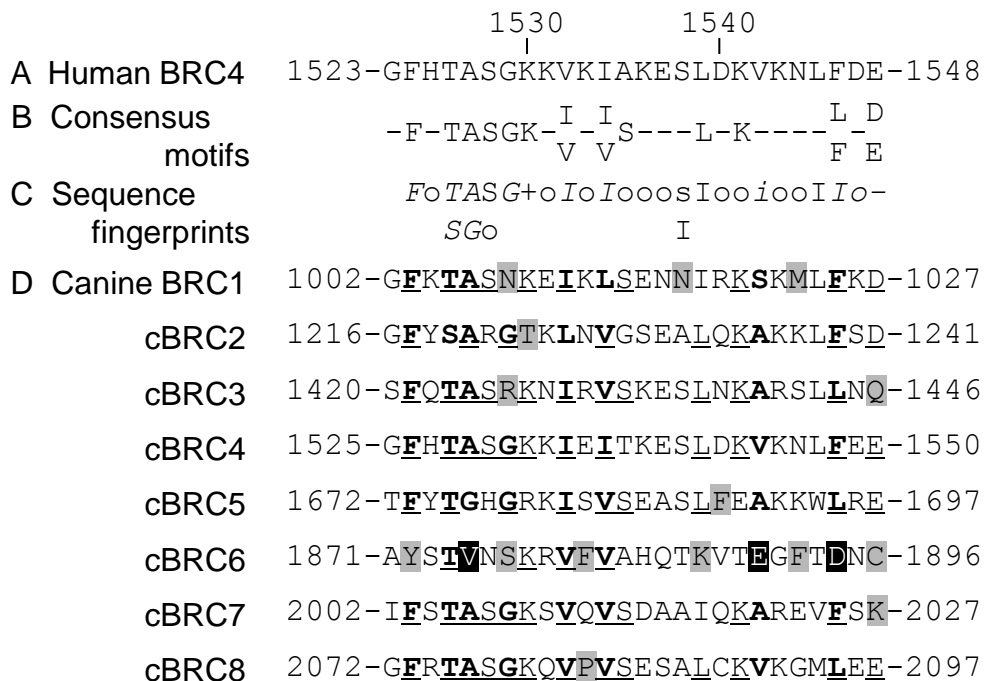 1530 1540
A Human BRC4 1523-GFHTASGKKVKIAKESLDKVKNLFDE-1548
I I L D
B Consensus -F-TASGK- - S---L-K---- -
motifs V V F E
C Sequence FoTASG+oIoIooosIooiooIIo-
fingerprints SGo I
D Canine BRC1 1002-GFKTASNKEIKLSENNIRKSKMLFKD-1027
cBRC2 1216-GFYSARGTKLNVGSEALQKAKKLFSD-1241
cBRC3 1420-SFQTASRKNIRVSKESLNKARSLLNQ-1446
cBRC4 1525-GFHTASGKKIEITKESLDKVKNLFEE-1550
cBRC5 1672-TFYTGHGRKISVSEASLFEAKKWLRE-1697
cBRC6 1871-AYSTVNSKRVFVAHQTKVTEGFTDNC-1896
cBRC7 2002-IFSTASGKSVQVSDAAIQKAREVFSK-2027
cBRC8 2072-GFRTASGKQVPVSESALCKVKGMLEE-2097